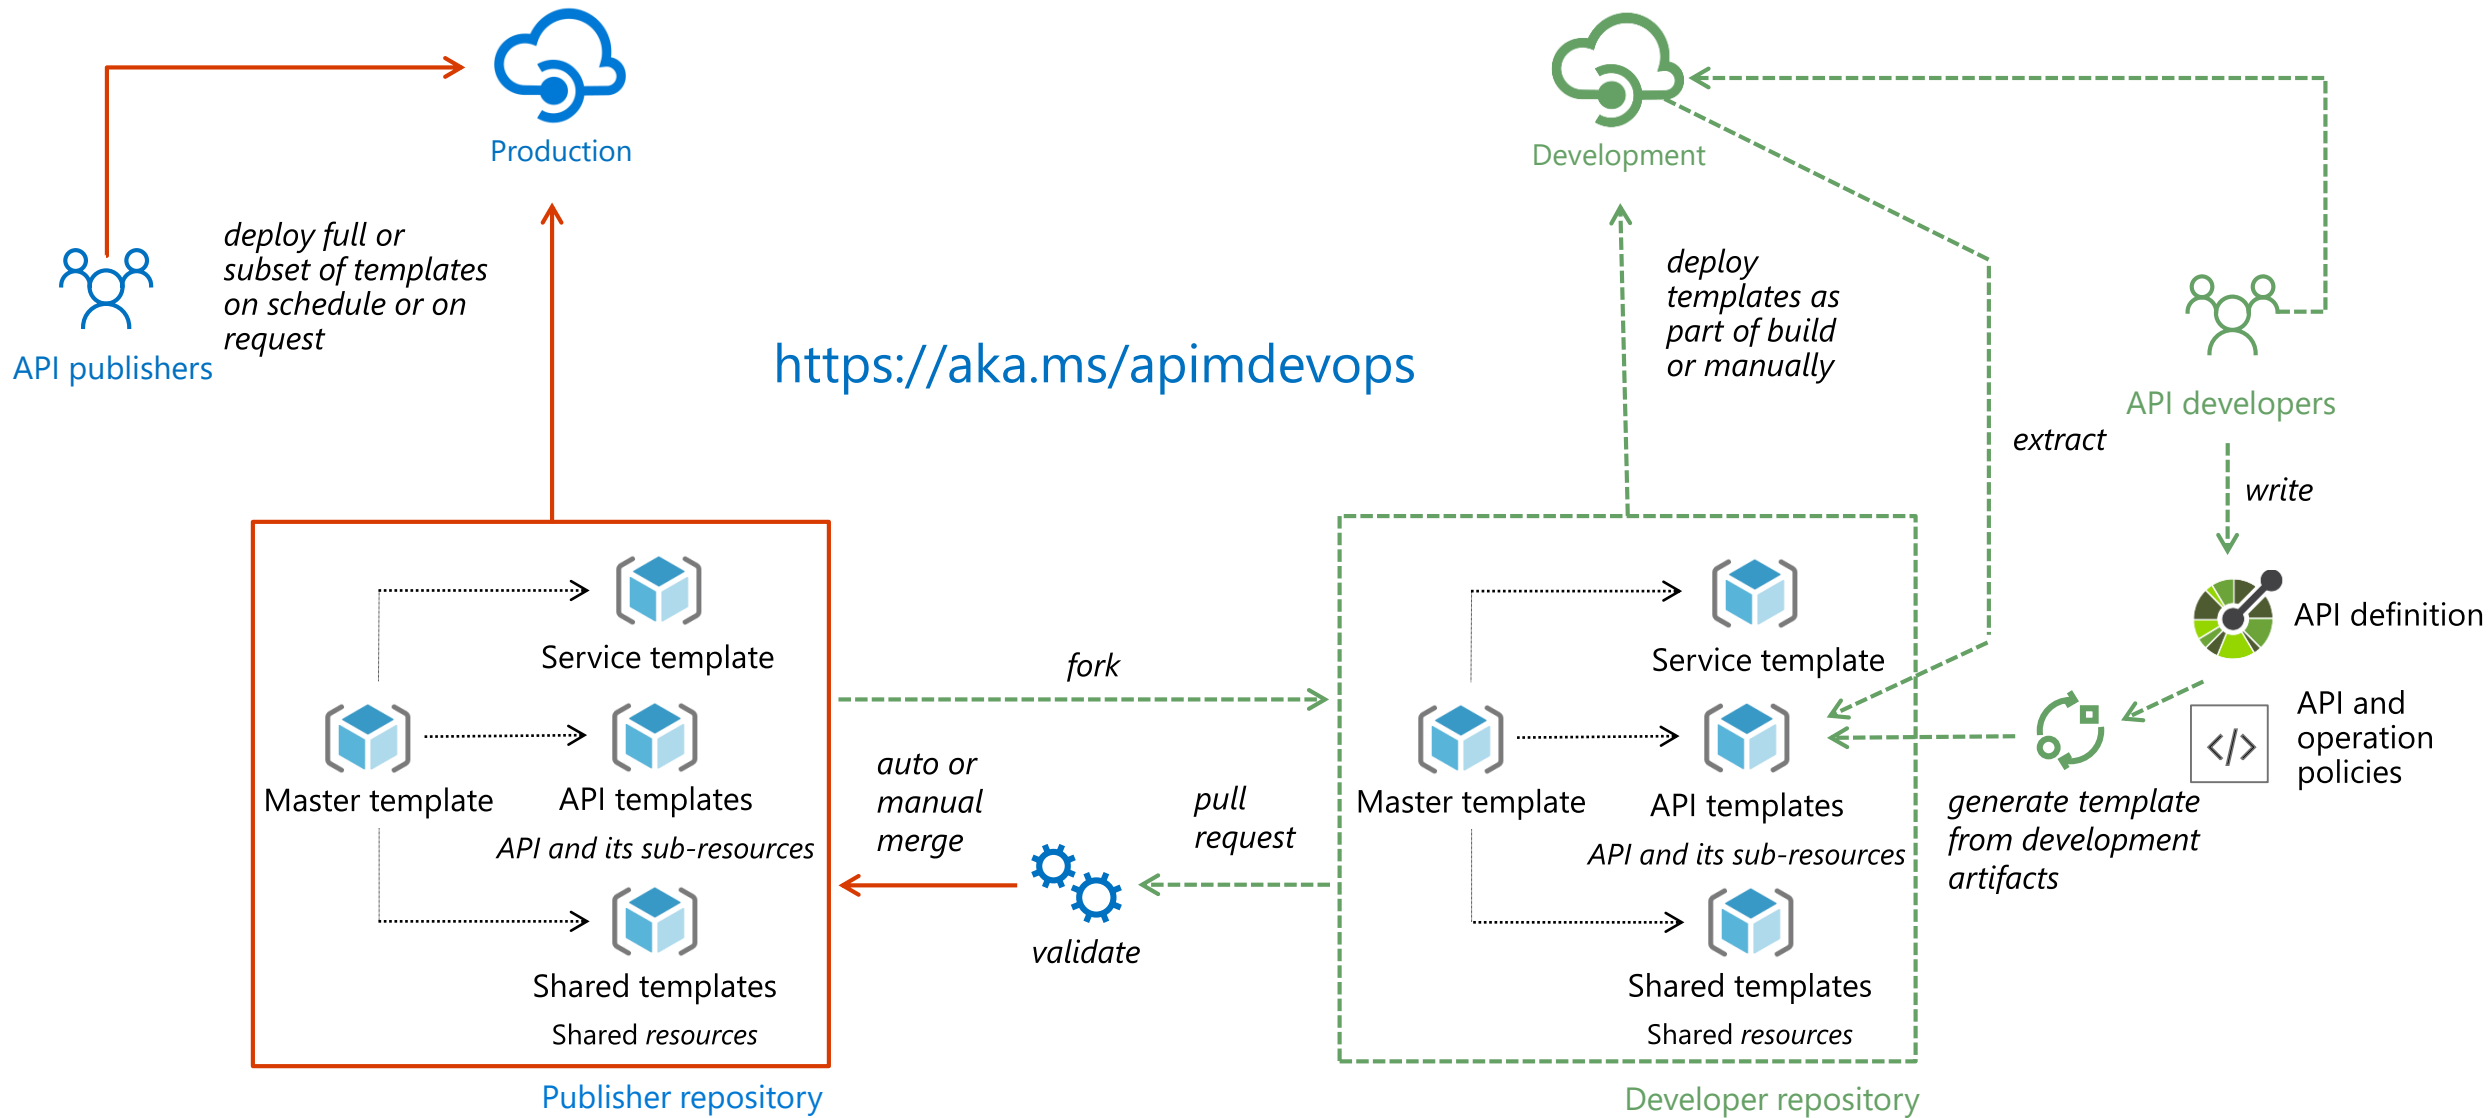 Production
Development
deploy full or
subset of templates
on schedule or on
request
API publishers
https://aka.ms/apimdevops
deploy
templates as
part of build
or manually
API developers
extract
write
API definition
API and
operation
policies
generate template
from development
artifacts
Service template
Master template
API templates
API and its sub-resources
Shared templates
Shared resources
Publisher repository
fork
auto or
manual
merge
pull
request
validate
Service template
Master template
API templates
API and its sub-resources
Shared templates
Shared resources
Developer repository